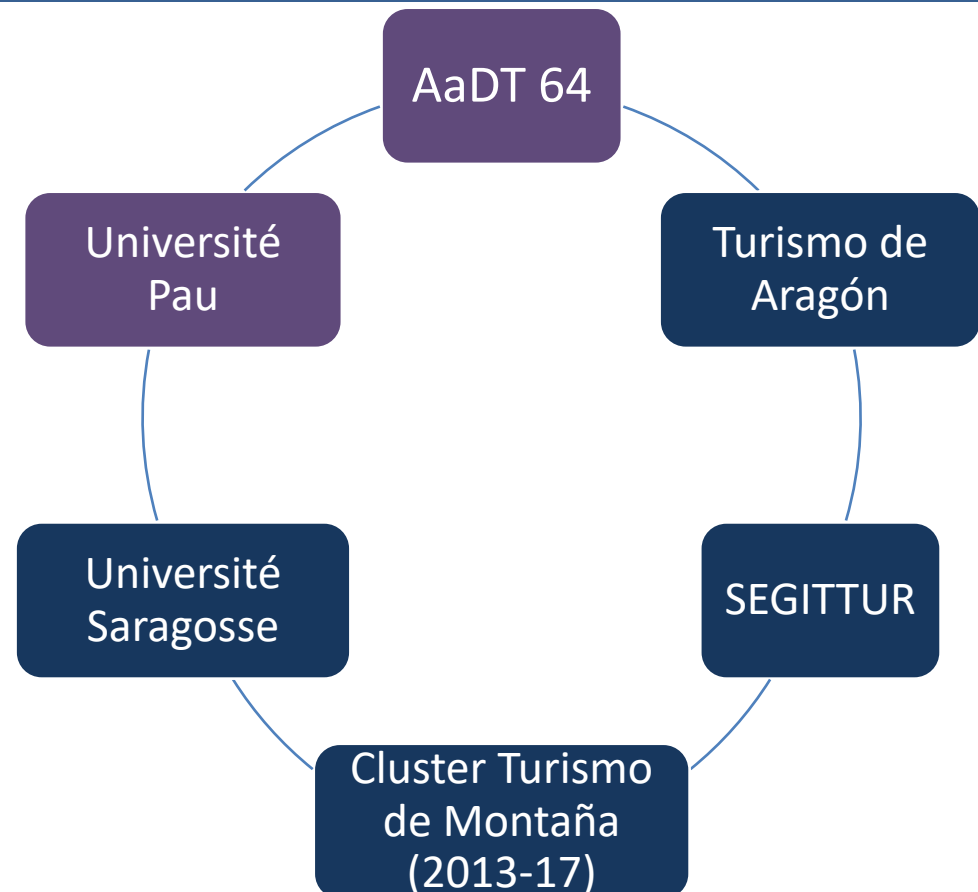 AaDT 64
Université
Pau
Turismo de
Aragón
Université
Saragosse
SEGITTUR
Cluster Turismo
de Montaña
(2013-17)